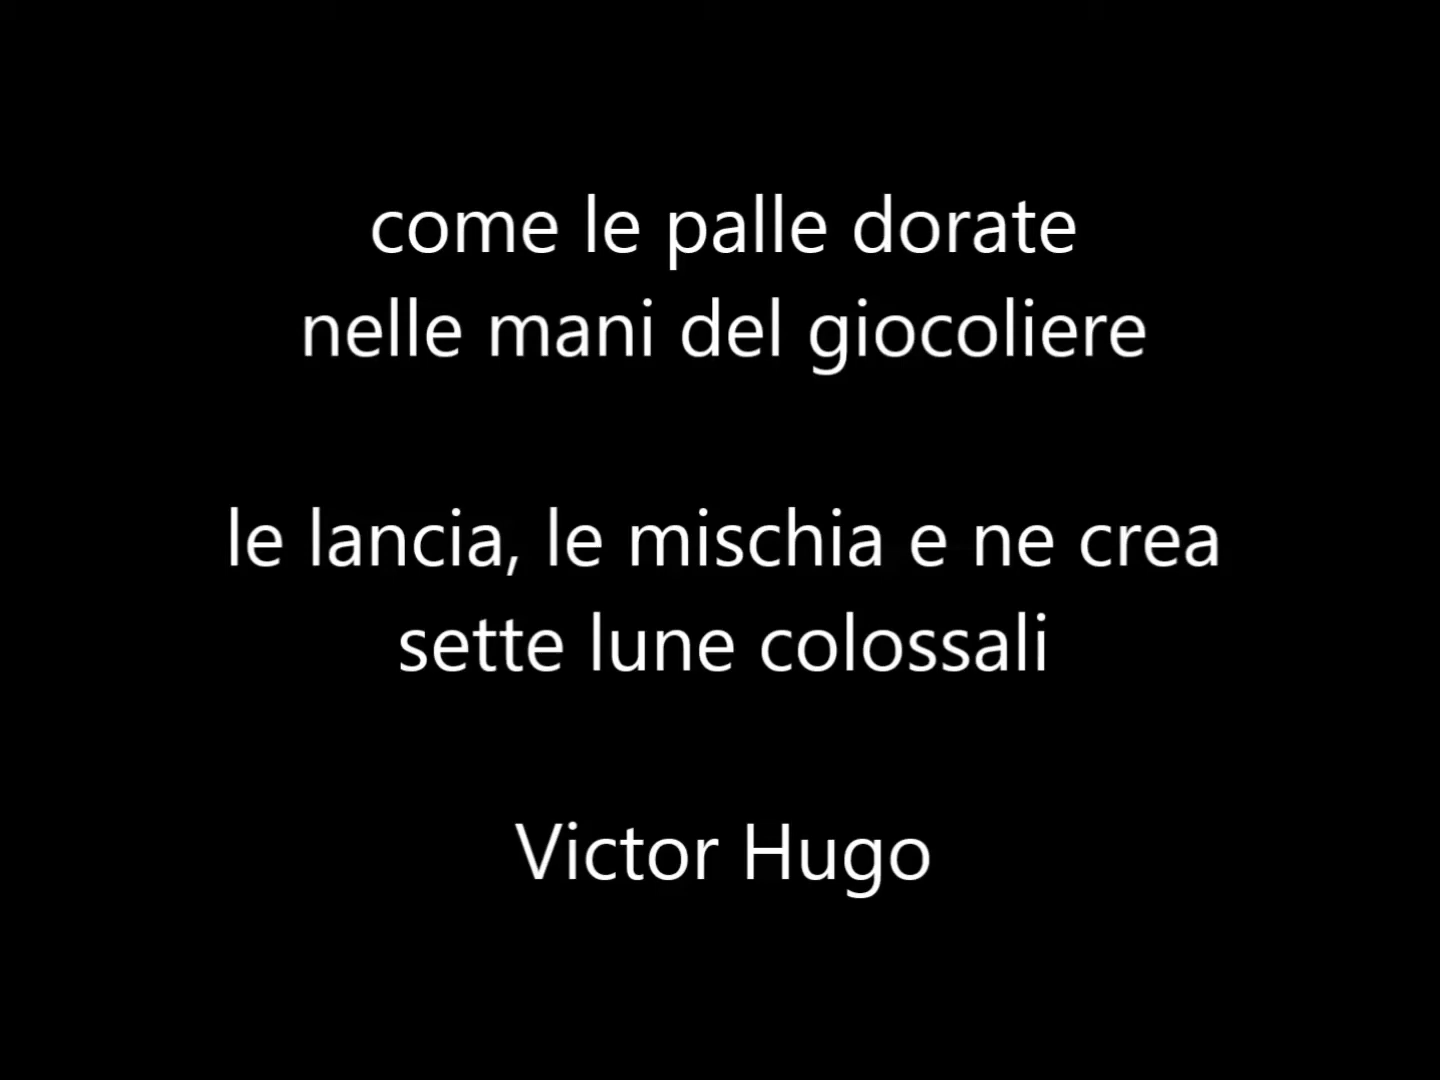 come le palle dorate
nelle mani del giocoliere
le lancia, le mischia e ne crea
sette lune colossali
Victor Hugo